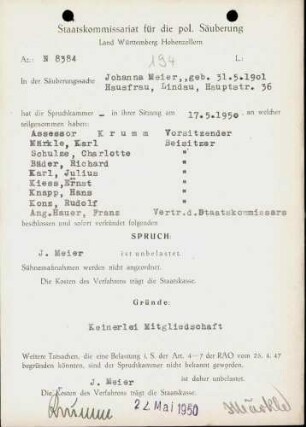 Staatskommissariat für die pol. Säuberung
Land Württemberg Hohenzollern
Az.: N 8384
194
In der Säuberungssache Johanna Meier,,geb. 31.5.1901
Hausfrau, Lindau, Hauptstr. 36
hat die Spruchkammer - in ihrer Sitzung am 17.5.1950 an welcher
teilgenommen haben:
Assessor Krumm Vorsitzender
Märkle, Karl Beisitzer
Schulze, Charlotte "
Bäder, Richard "
Karl, Julius "
Kiess, Ernst "
Knapp, Hans "
Konz, Rudolf "
Ang.Hauer, Franz Vertr.d.Staatskommissars
beschlossen und sofort verkündet folgenden
SPRUCH:
J. Meier ist unbelastet.
Sühnemaßnahmen werden nicht angeordnet.
Die Kosten des Verfahrens trägt die Staatskasse.
Gründe:
Keinerlei Mitgliedschaft
Weitere Tatsachen, die eine Belastung i. S. der Art. 4—7 der RAO vom 25. 4. 47
begründen könnten, sind der Spruchkammer nicht bekannt geworden.
J. Meier ist daher unbelastet.
Die Kosten des Verfahrens trägt die Staatskasse.
Krumm 22. Mai 1950 Märkle